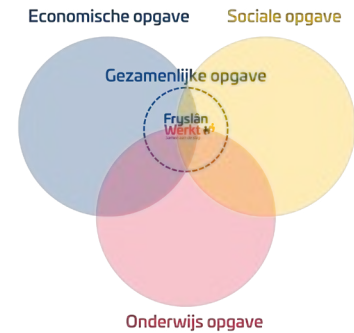 Economische opgave
Sociale opgave
Gezamenlijke opgave
Fryslân
Werkt
Onderwijs opgave